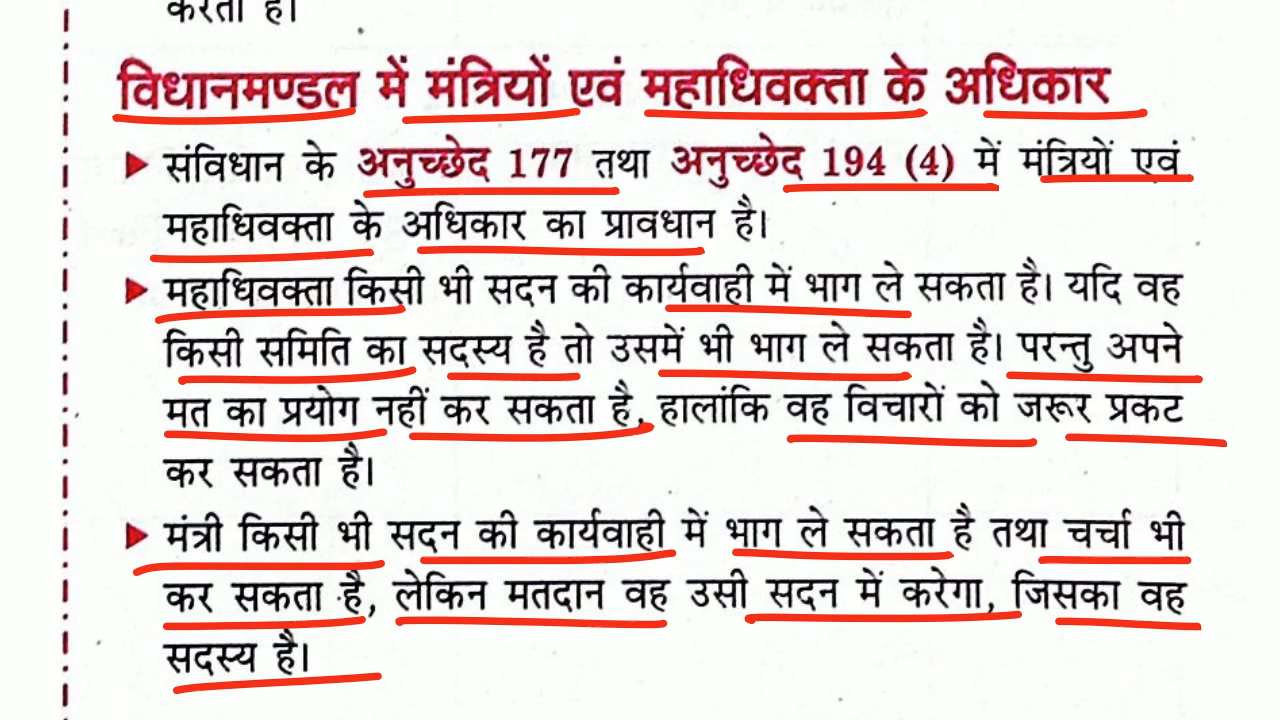 करता है।
विधानमण्डल में मंत्रियों एवं महाधिवक्ता के अधिकार
संविधान के अनुच्छेद 177 तथा अनुच्छेद 194 (4) में मंत्रियों एवं
महाधिवक्ता के अधिकार का प्रावधान है।
महाधिवक्ता किसी भी सदन की कार्यवाही में भाग ले सकता है। यदि वह
किसी समिति का सदस्य है तो उसमें भी भाग ले सकता है। परन्तु अपने
मत का प्रयोग नहीं कर सकता है, हालांकि वह विचारों को जरूर प्रकट
कर सकता है।
मंत्री किसी भी सदन की कार्यवाही में भाग ले सकता है तथा चर्चा भी
कर सकता है, लेकिन मतदान वह उसी सदन में करेगा, जिसका वह
सदस्य है।